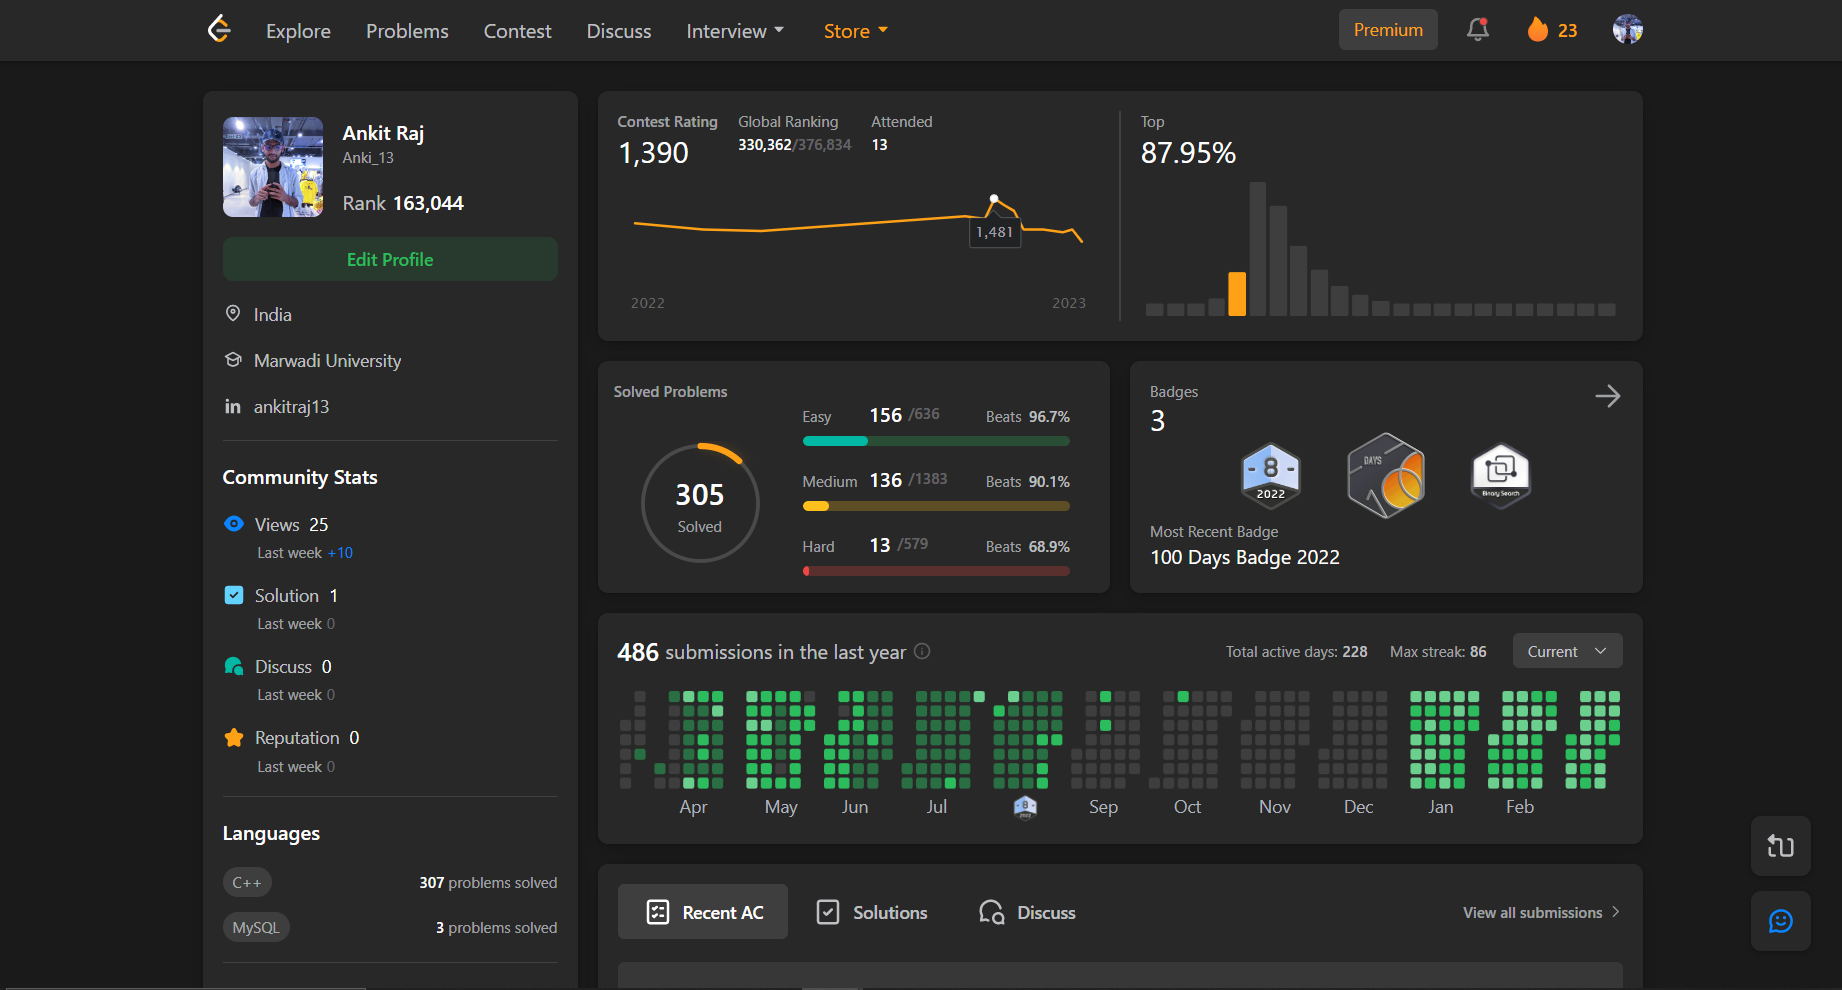 Explore Problems Contest Discuss Interview Store Premium 23
Ankit Raj
Anki_13
Rank 163,044
Edit Profile
India
Marwadi University
in ankitraj13
Community Stats
Views 25
Last week +10
Solution 1
Last week 0
Discuss 0
Last week 0
Reputation 0
Last week 0
Languages
C++ 307 problems solved
MySQL 3 problems solved
Contest Rating Global Ranking Attended
1,390 330,362/376,834 13
1,481
2022 2023
Top
87.95%
Solved Problems
305
Solved
Easy 156 /636 Beats 96.7%
Medium 136 /1383 Beats 90.1%
Hard 13 /579 Beats 68.9%
Badges
3
8
2022
DAYS
Binary Search
Most Recent Badge
100 Days Badge 2022
486 submissions in the last year
Total active days: 228 Max streak: 86 Current
Apr May Jun Jul 8 Sep Oct Nov Dec Jan Feb
Recent AC Solutions Discuss View all submissions